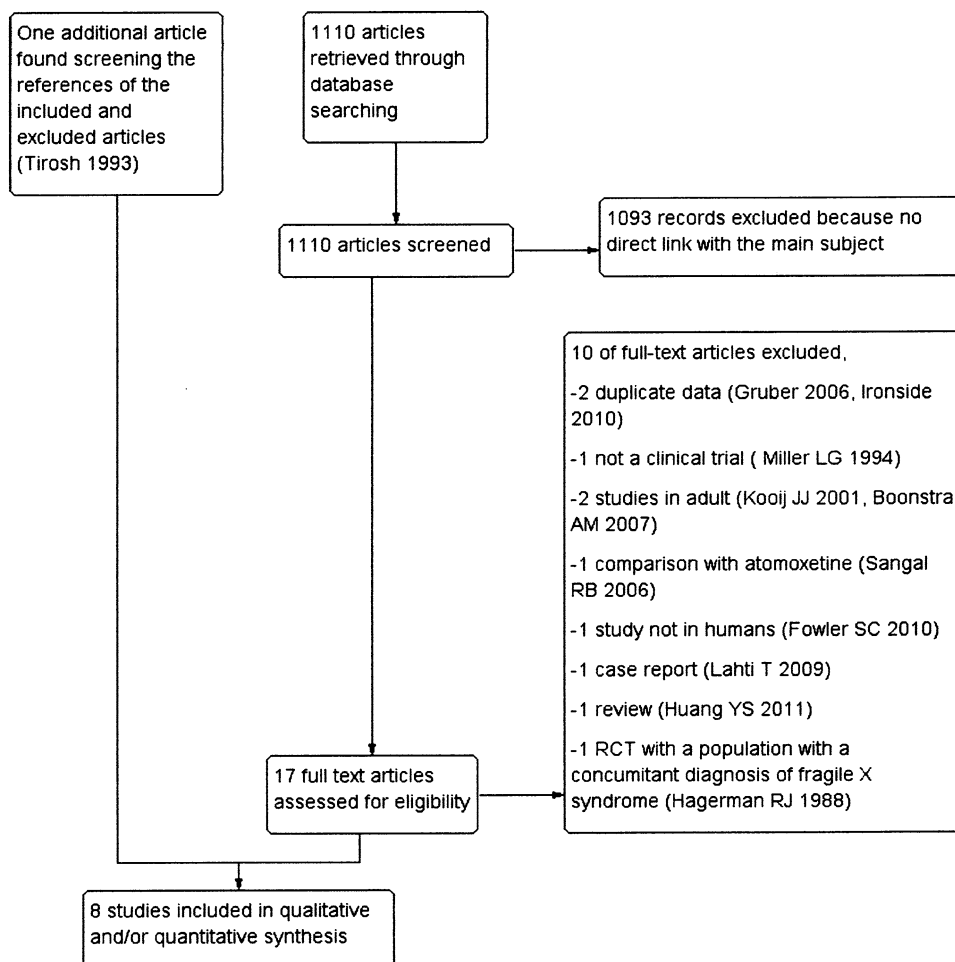 One additional article
found screening the
references of the
included and
excluded articles
(Tirosh 1993)
1110 articles
retrieved through
database
searching
1110 articles screened
1093 records excluded because no
direct link with the main subject
10 of full-text articles excluded,
-2 duplicate data (Gruber 2006, Ironside
2010)
-1 not a clinical trial ( Miller LG 1994)
-2 studies in adult (Kooij JJ 2001, Boonstra
AM 2007)
-1 comparison with atomoxetine (Sangal
RB 2006)
-1 study not in humans (Fowler SC 2010)
-1 case report (Lahti T 2009)
-1 review (Huang YS 2011)
-1 RCT with a population with a
concumitant diagnosis of fragile X
syndrome (Hagerman RJ 1988)
17 full text articles
assessed for eligibility
8 studies included in qualitative
and/or quantitative synthesis